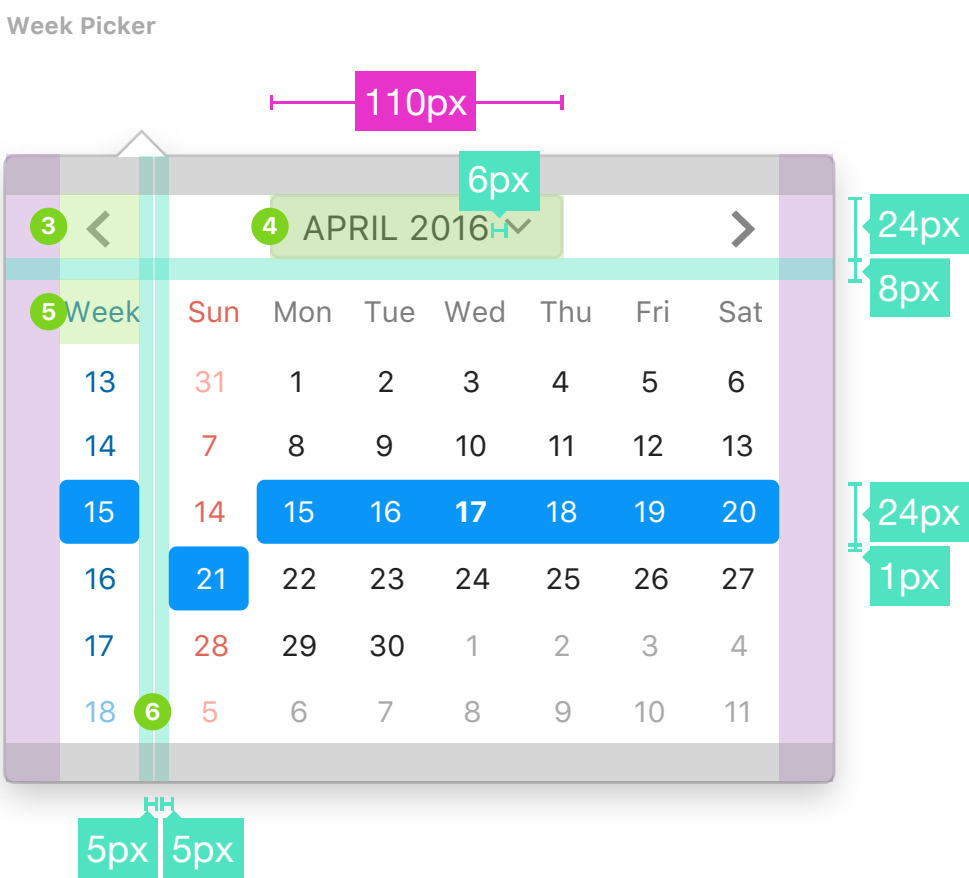 Week Picker
110px
6px
3 4 APRIL 2016 24px
8px
5 Week Sun Mon Tue Wed Thu Fri Sat
13 31 1 2 3 4 5 6
14 7 8 9 10 11 12 13
15 14 15 16 17 18 19 20 24px
16 21 22 23 24 25 26 27 1px
17 28 29 30 1 2 3 4
18 6 5 6 7 8 9 10 11
5px 5px